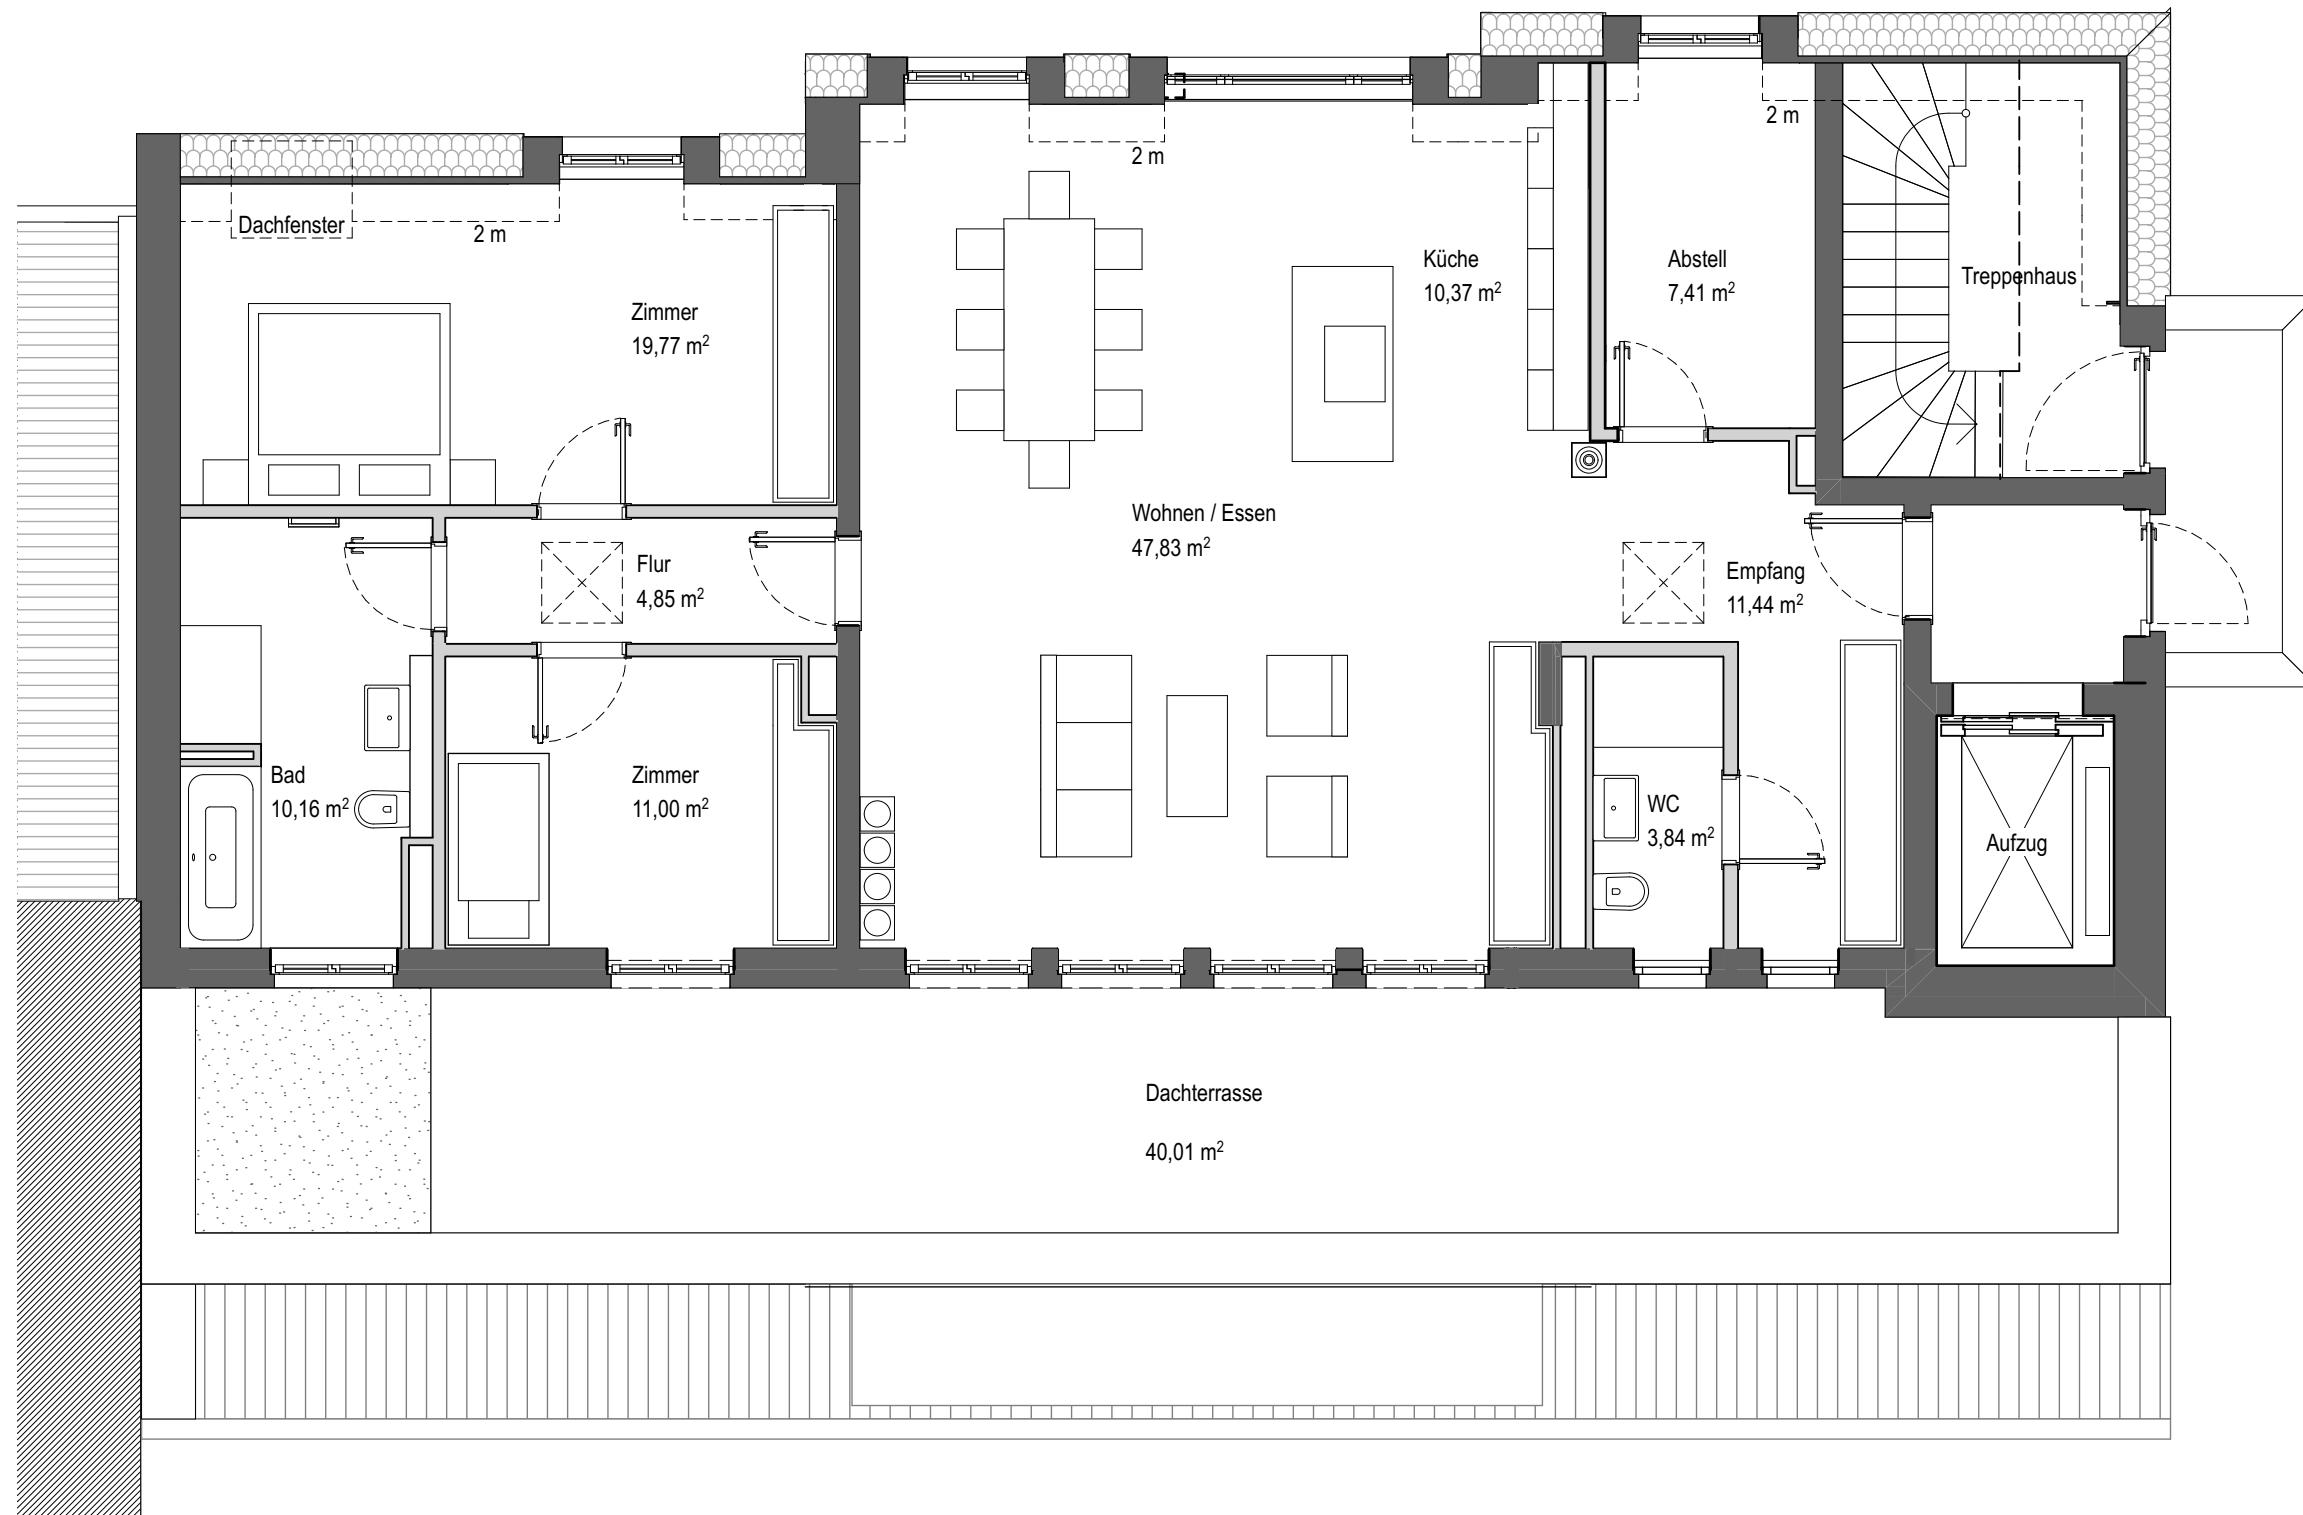 2 m
2 m
Dachfenster
2 m
Küche
10,37 m²
Abstell
7,41 m²
Treppenhaus
Zimmer
19,77 m²
Wohnen / Essen
47,83 m²
Flur
4,85 m²
Empfang
11,44 m²
Bad
10,16 m²
Zimmer
11,00 m²
WC
3,84 m²
Aufzug
Dachterrasse
40,01 m²